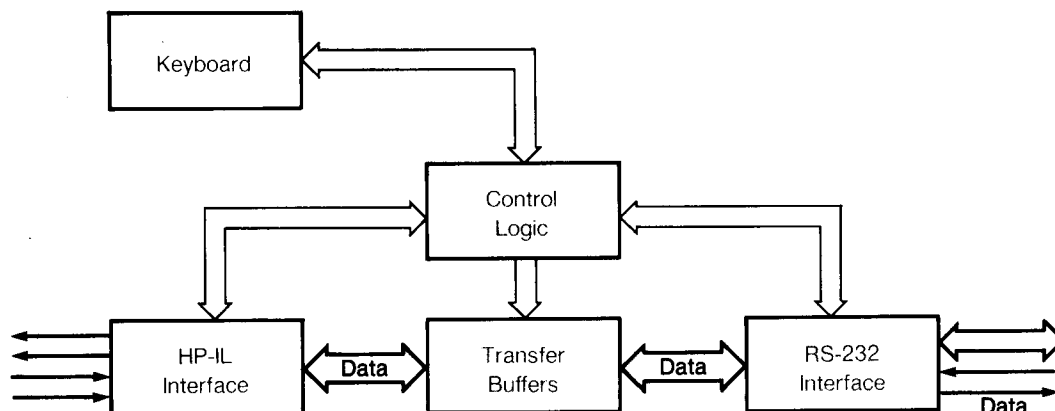 Keyboard
Control
Logic
HP-IL
Interface
Data
Transfer
Buffers
Data
RS-232
Interface
Data